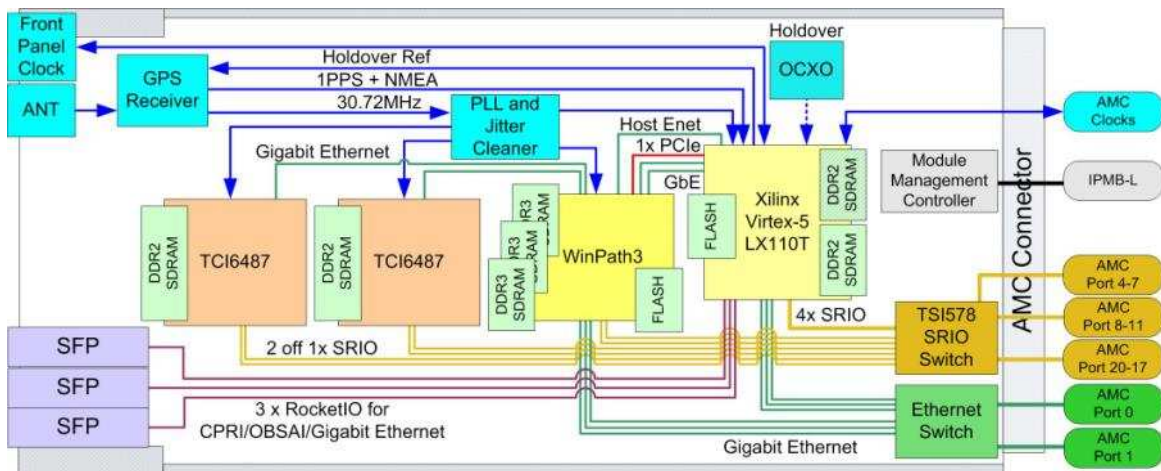 Front
Panel
Clock
Holdover
Holdover Ref
OCXO
GPS
Receiver
1PPS + NMEA
ANT
30.72MHz
PLL and
Jitter
Cleaner
AMC
Clocks
Host Enet
Gigabit Ethernet
1x PCIe
GbE
Module
Management
Controller
IPMB-L
AMC Connector
DDR2
SDRAM
TCI6487
DDR2
SDRAM
TCI6487
DDR3
SDRAM
DDR3
SDRAM
DDR3
SDRAM
WinPath3
FLASH
FLASH
Xilinx
Virtex-5
LX110T
DDR2
SDRAM
DDR2
SDRAM
AMC
Port 4-7
4x SRIO
TSI578
SRIO
Switch
AMC
Port 8-11
AMC
Port 20-17
SFP
SFP
SFP
2 off 1x SRIO
3 x RocketIO for
CPRI/OBSAI/Gigabit Ethernet
Gigabit Ethernet
Ethernet
Switch
AMC
Port 0
AMC
Port 1